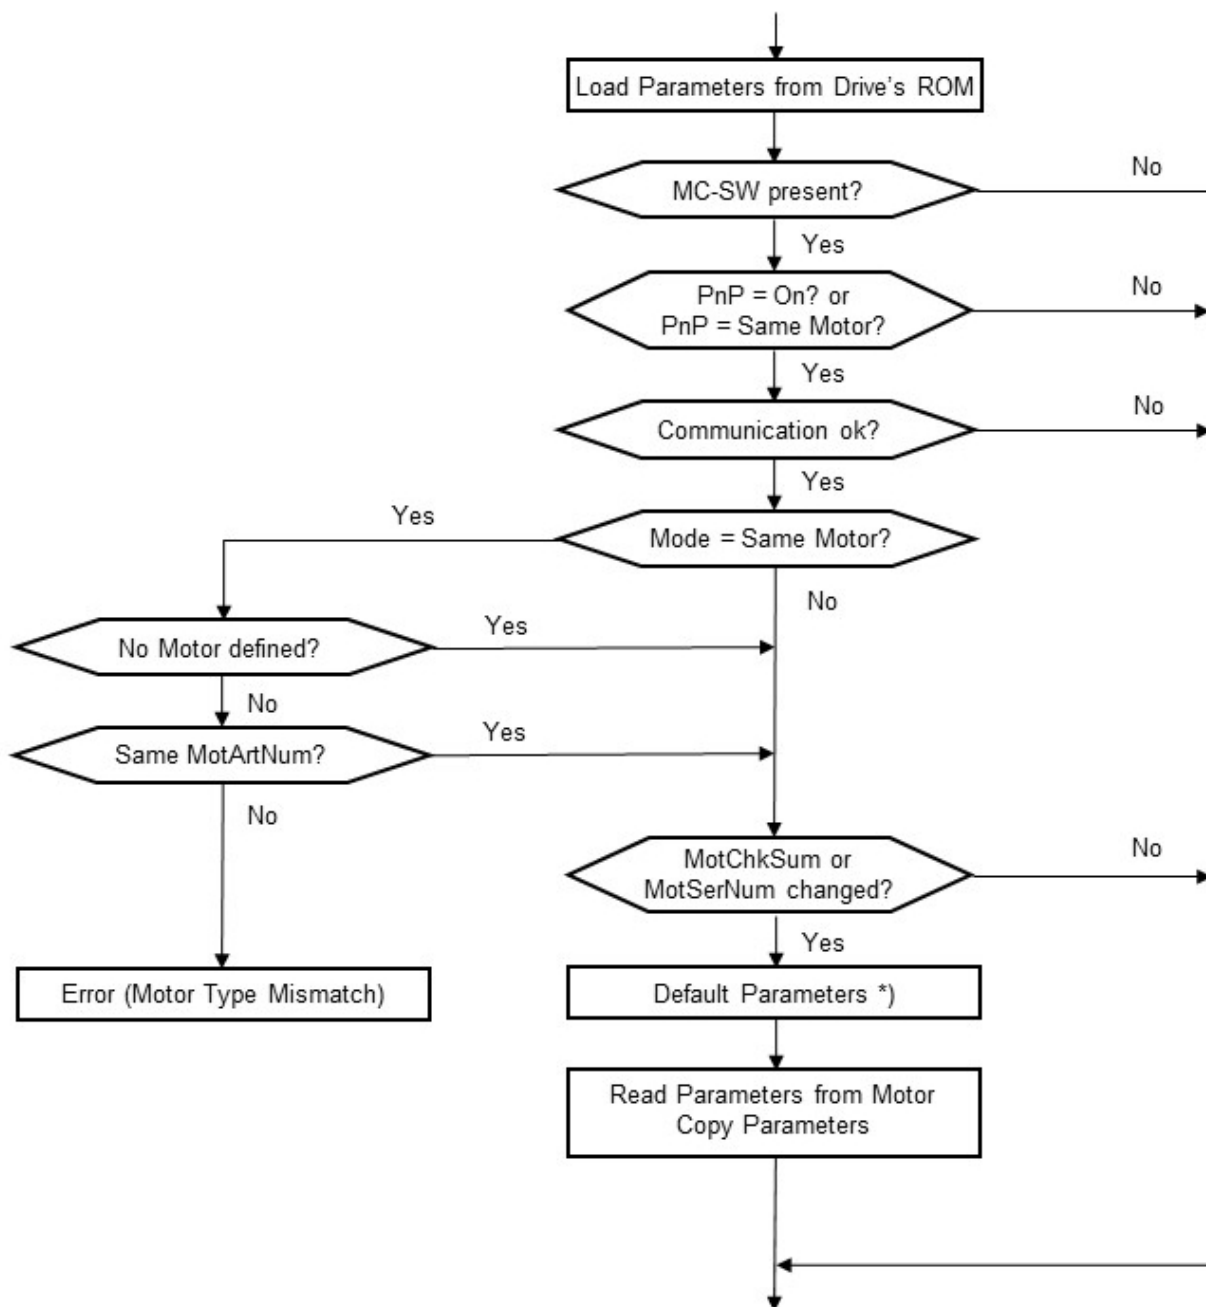 Load Parameters from Drive's ROM
MC-SW present?
No
Yes
PnP = On? or
PnP = Same Motor?
No
Yes
Communication ok?
No
Yes
Mode = Same Motor?
Yes
No
No Motor defined?
Yes
No
Same MotArtNum?
Yes
No
MotChkSum or
MotSerNum changed?
No
Yes
Error (Motor Type Mismatch)
Default Parameters *)
Read Parameters from Motor
Copy Parameters